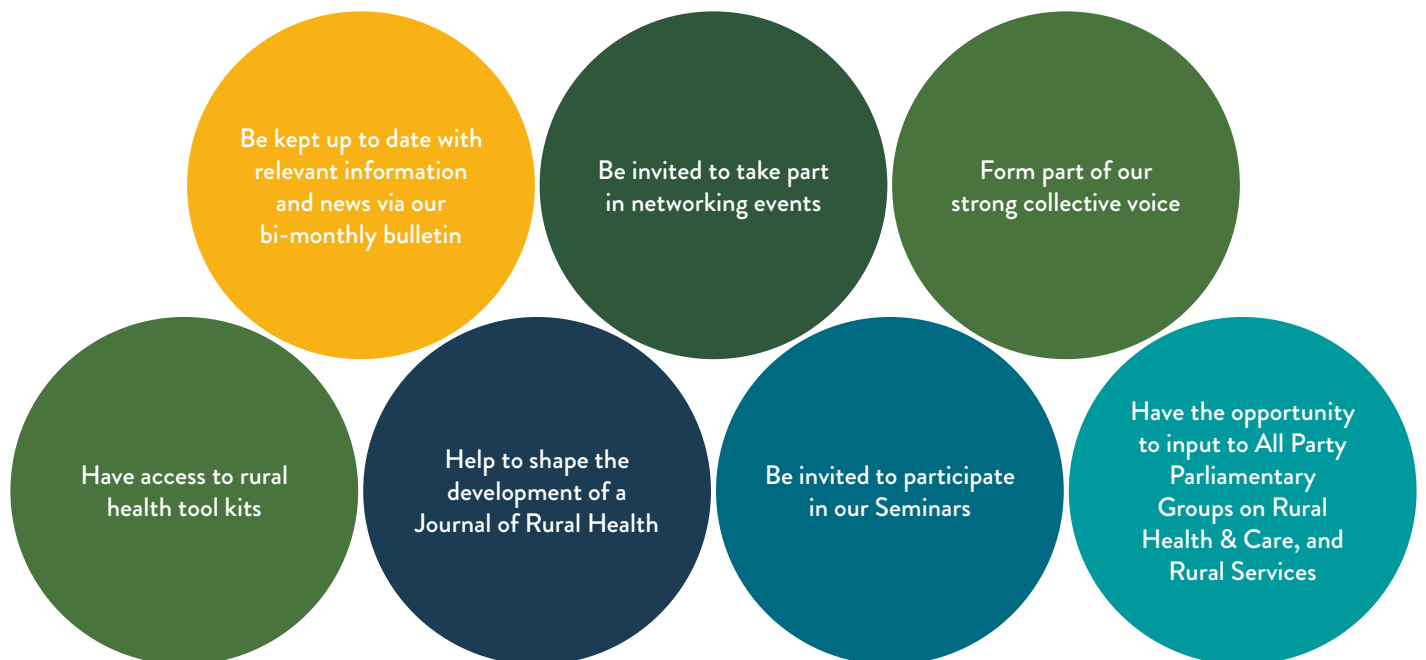 Be kept up to date with
relevant information
and news via our
bi-monthly bulletin
Be invited to take part
in networking events
Form part of our
strong collective voice
Have access to rural
health tool kits
Help to shape the
development of a
Journal of Rural Health
Be invited to participate
in our Seminars
Have the opportunity
to input to All Party
Parliamentary
Groups on Rural
Health & Care, and
Rural Services